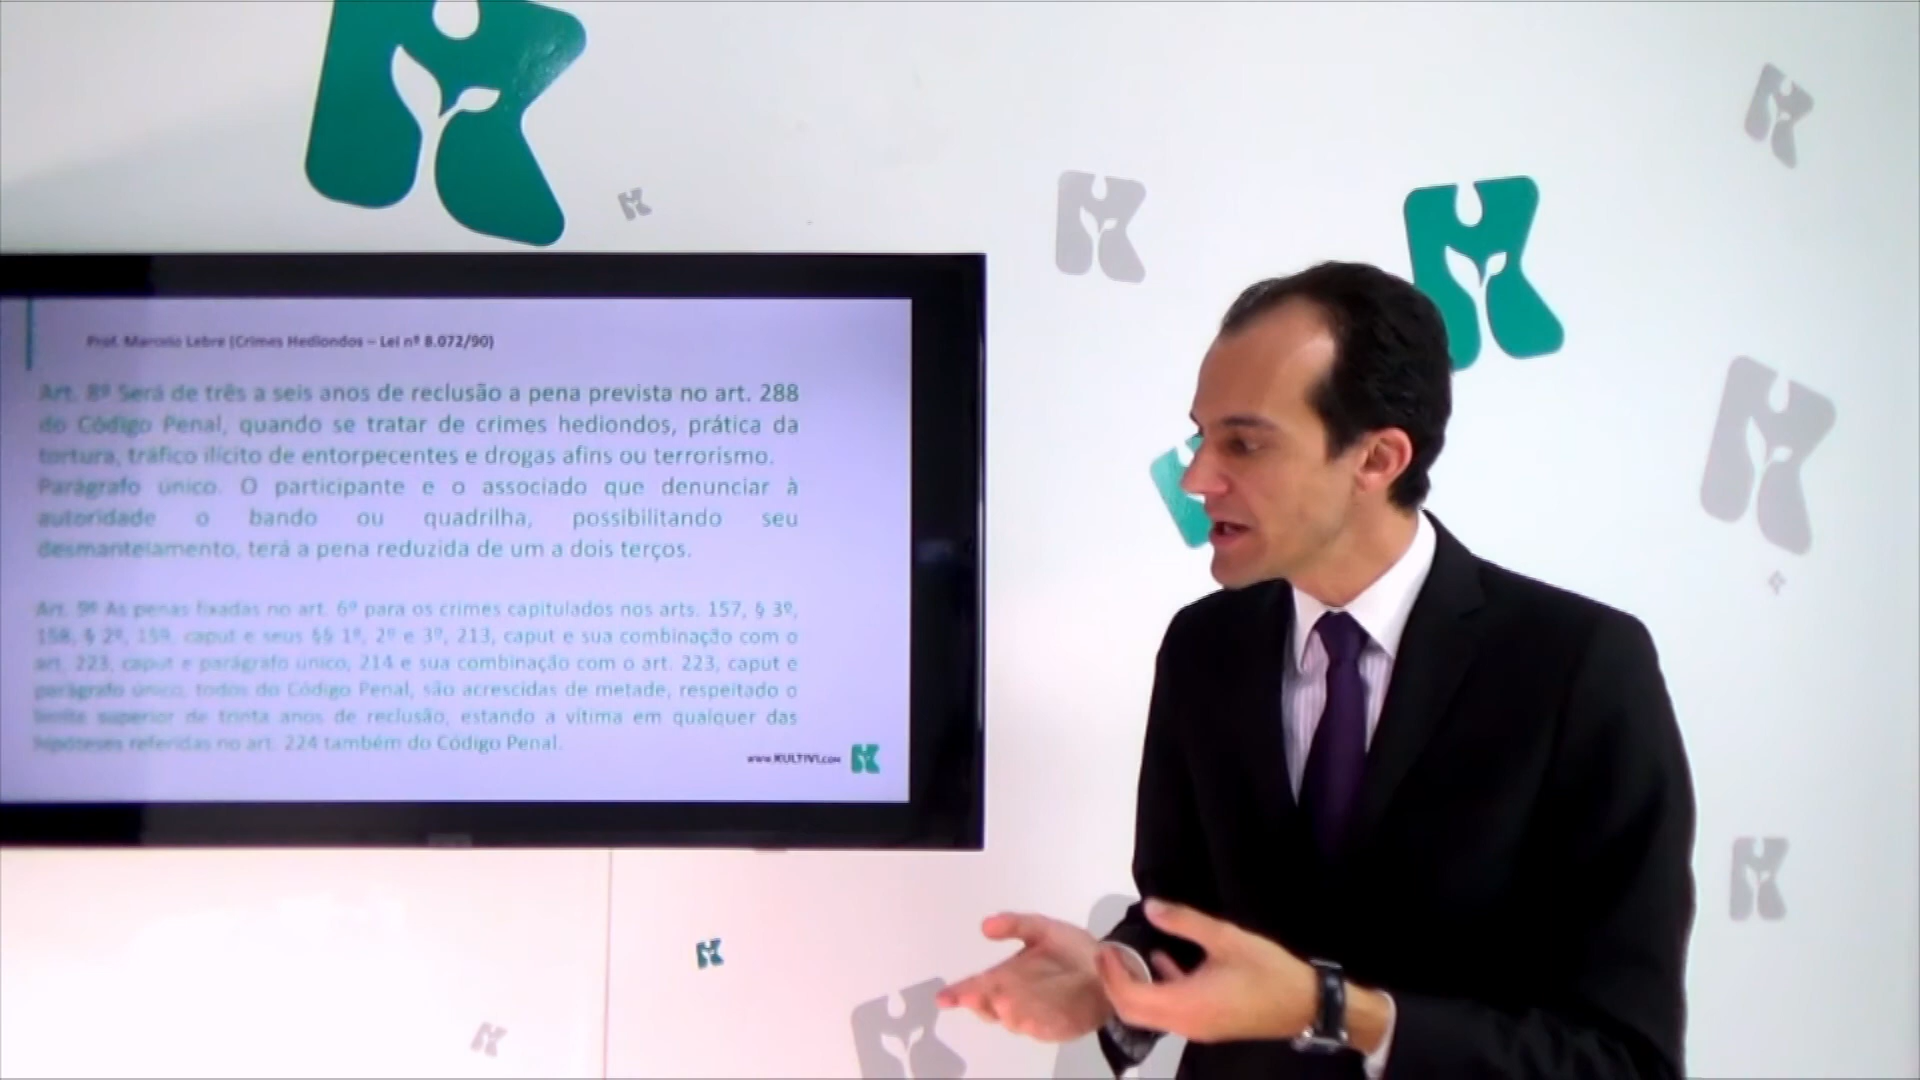 Prof. Marcelo Lebre (Crimes Hediondos – Lei nº 8.072/90)
Art. 8º Será de três a seis anos de reclusão a pena prevista no art. 288
do Código Penal, quando se tratar de crimes hediondos, prática da
tortura, tráfico ilícito de entorpecentes e drogas afins ou terrorismo.
Parágrafo único. O participante e o associado que denunciar à
autoridade o bando ou quadrilha, possibilitando seu
desmantelamento, terá a pena reduzida de um a dois terços.
Art. 9º As penas fixadas no art. 6º para os crimes capitulados nos arts. 157, § 3º,
158, § 2º, 159, caput e seus §§ 1º, 2º e 3º, 213, caput e sua combinação com o
art. 223, caput e parágrafo único, 214 e sua combinação com o art. 223, caput e
parágrafo único, todos do Código Penal, são acrescidas de metade, respeitado o
limite superior de trinta anos de reclusão, estando a vítima em qualquer das
hipóteses referidas no art. 224 também do Código Penal.
www.KULTIVI.com